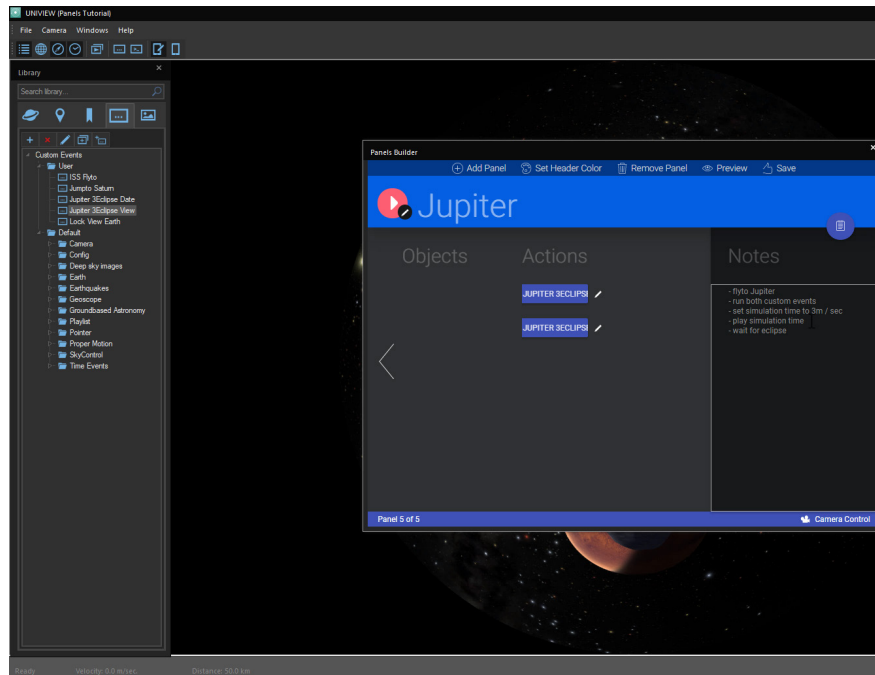 UNIVIEW (Panels Tutorial)
File Camera Windows Help
Library
Search library...
Custom Events
User
ISS Flyto
Jumpto Saturn
Jupiter 3Eclipse Date
Jupiter 3Eclipse View
Lock View Earth
Default
Camera
Config
Deep sky images
Earth
Earthquakes
Geoscope
Groundbased Astronomy
Playlist
Pointer
Proper Motion
SkyControl
Time Events
Panels Builder
Add Panel Set Header Color Remove Panel Preview Save
Jupiter
Objects Actions Notes
JUPITER 3ECLIPSI
JUPITER 3ECLIPSI
- flyto Jupiter
- run both custom events
- set simulation time to 3m / sec
- play simulation time
- wait for eclipse
Panel 5 of 5 Camera Control
Ready Velocity: 0.0 m/sec. Distance: 50.0 km